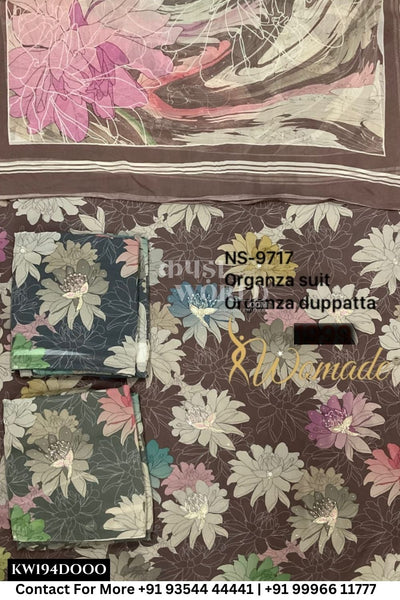 NS-9717
Organza suit
Organza duppatta
Womade
KW194DOOO
Contact For More +91 93544 44441 | +91 99966 11777